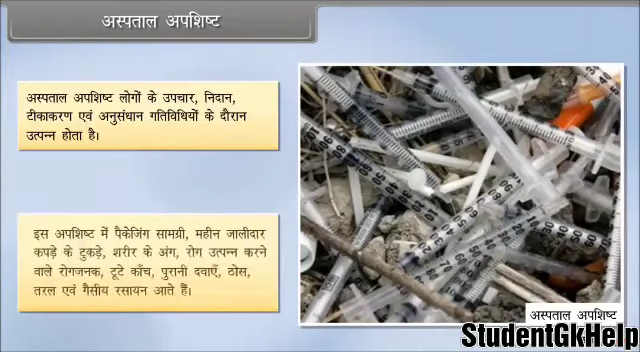 अस्पताल अपशिष्ट
अस्पताल अपशिष्ट लोगों के उपचार, निदान,
टीकाकरण एवं अनुसंधान गतिविधियों के दौरान
उत्पन्न होता है।
इस अपशिष्ट में पैकेजिंग सामग्री, महीन जालीदार
कपड़े के टुकड़े, शरीर के अंग, रोग उत्पन्न करने
वाले रोगजनक, टूटे काँच, पुरानी दवाएँ, ठोस,
तरल एवं गैसीय रसायन आते हैं।
अस्पताल अपशिष्ट
StudentGkHelp